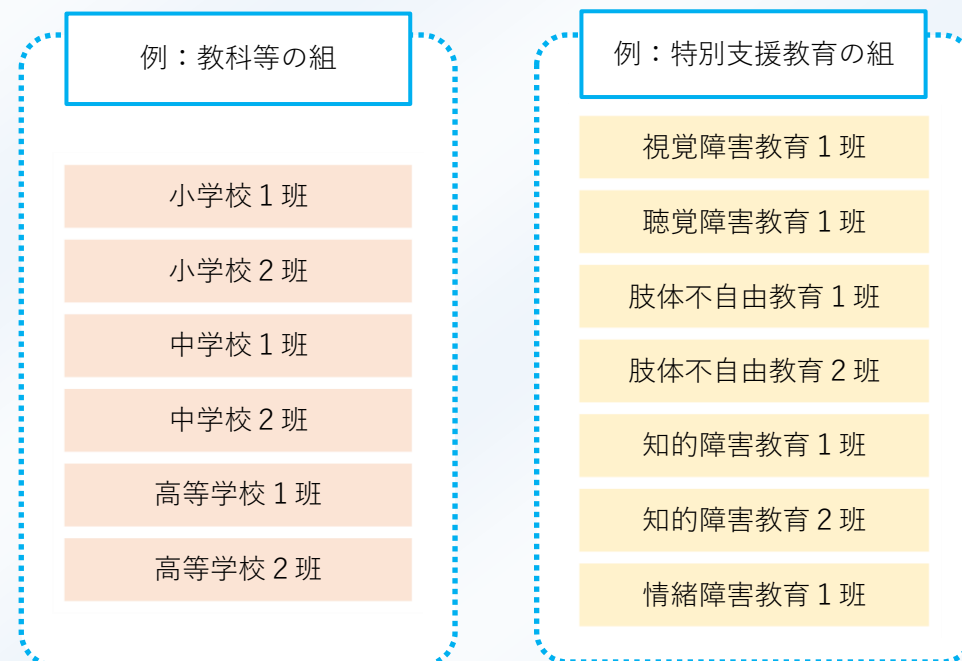 例：教科等の組
小学校１班
小学校２班
中学校１班
中学校２班
高等学校１班
高等学校２班
例：特別支援教育の組
視覚障害教育１班
聴覚障害教育１班
肢体不自由教育１班
肢体不自由教育２班
知的障害教育１班
知的障害教育２班
情緒障害教育１班